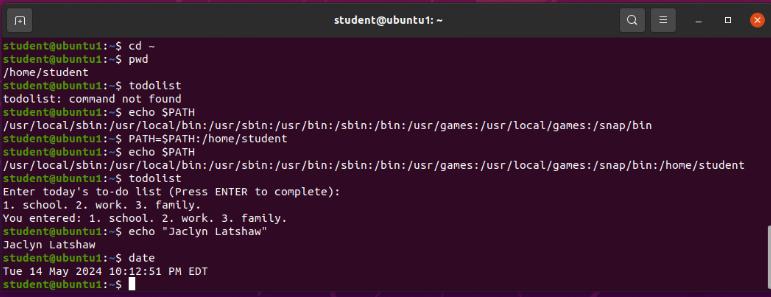 student@ubuntu1: ~
student@ubuntu1:~$ cd ~
student@ubuntu1:~$ pwd
/home/student
student@ubuntu1:~$ todolist
todolist: command not found
student@ubuntu1:~$ echo $PATH
/usr/local/sbin:/usr/local/bin:/usr/sbin:/usr/bin:/sbin:/bin:/usr/games:/usr/local/games:/snap/bin
student@ubuntu1:~$ PATH=$PATH:/home/student
student@ubuntu1:~$ echo $PATH
/usr/local/sbin:/usr/local/bin:/usr/sbin:/usr/bin:/sbin:/bin:/usr/games:/usr/local/games:/snap/bin:/home/student
student@ubuntu1:~$ todolist
Enter today's to-do list (Press ENTER to complete):
1. school. 2. work. 3. family.
You entered: 1. school. 2. work. 3. family.
student@ubuntu1:~$ echo "Jaclyn Latshaw"
Jaclyn Latshaw
student@ubuntu1:~$ date
Tue 14 May 2024 10:12:51 PM EDT
student@ubuntu1:~$